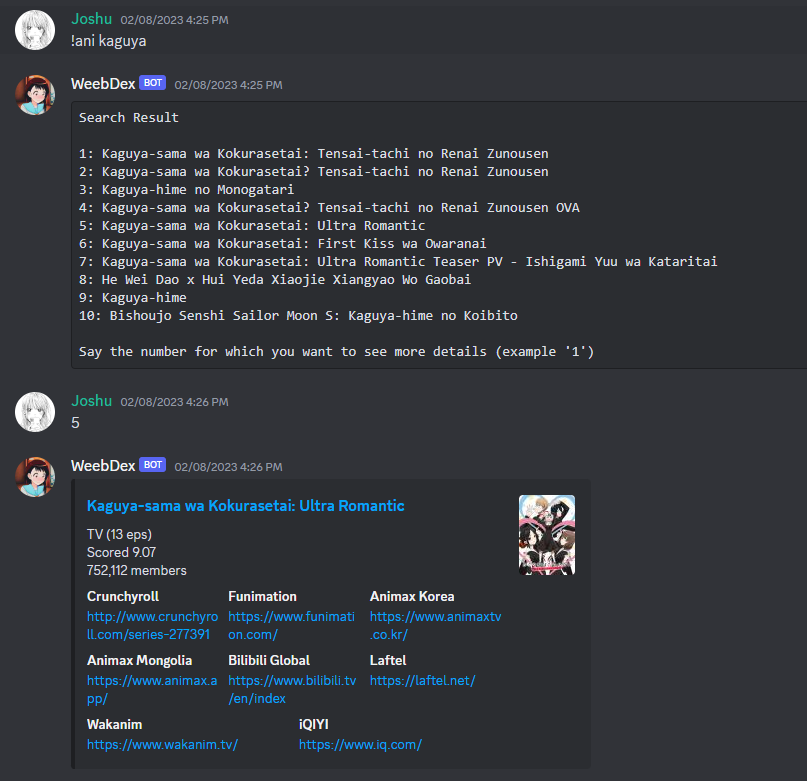 Joshu 02/08/2023 4:25 PM
!ani kaguya
WeebDex BOT 02/08/2023 4:25 PM
Search Result
1: Kaguya-sama wa Kokurasetai: Tensai-tachi no Renai Zunousen
2: Kaguya-sama wa Kokurasetai? Tensai-tachi no Renai Zunousen
3: Kaguya-hime no Monogatari
4: Kaguya-sama wa Kokurasetai? Tensai-tachi no Renai Zunousen OVA
5: Kaguya-sama wa Kokurasetai: Ultra Romantic
6: Kaguya-sama wa Kokurasetai: First Kiss wa Owaranai
7: Kaguya-sama wa Kokurasetai: Ultra Romantic Teaser PV - Ishigami Yuu wa Kataritai
8: He Wei Dao x Hui Yeda Xiaojie Xiangyao Wo Gaobai
9: Kaguya-hime
10: Bishoujo Senshi Sailor Moon S: Kaguya-hime no Koibito
Say the number for which you want to see more details (example '1')
Joshu 02/08/2023 4:26 PM
5
WeebDex BOT 02/08/2023 4:26 PM
Kaguya-sama wa Kokurasetai: Ultra Romantic
TV (13 eps)
Scored 9.07
752,112 members
Crunchyroll
http://www.crunchyro
ll.com/series-277391
Funimation
https://www.funimati
on.com/
Animax Korea
https://www.animaxtv
.co.kr/
Animax Mongolia
https://www.animax.a
pp/
Bilibili Global
https://www.bilibili.tv
/en/index
Laftel
https://laftel.net/
Wakanim
https://www.wakanim.tv/
iQIYI
https://www.iq.com/